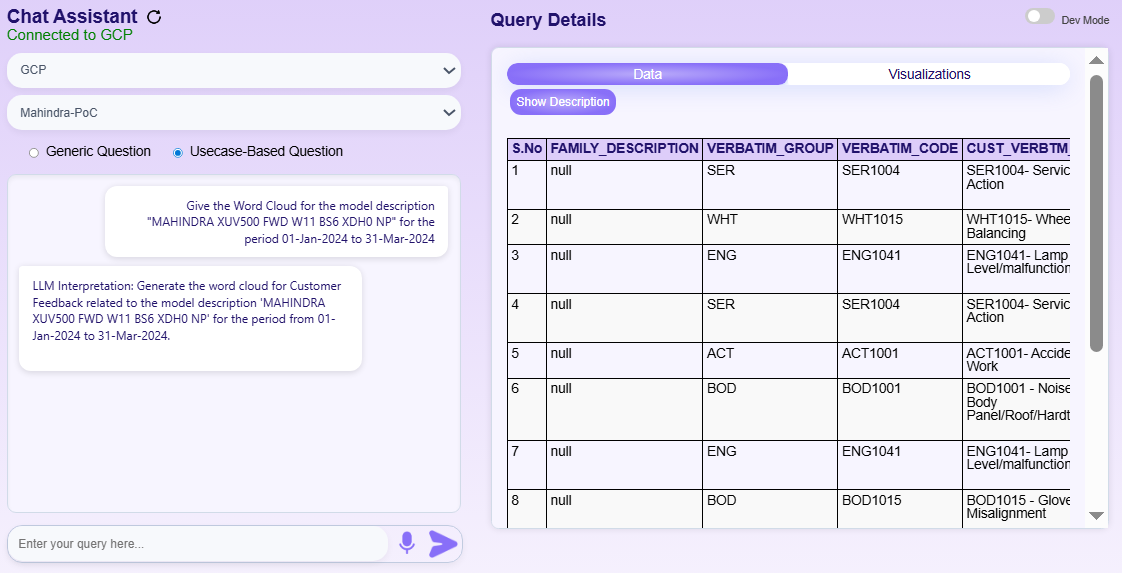 Chat Assistant
Connected to GCP
GCP
Mahindra-PoC
Generic Question
Usecase-Based Question
Give the Word Cloud for the model description
"MAHINDRA XUV500 FWD W11 BS6 XDH0 NP" for the
period 01-Jan-2024 to 31-Mar-2024
LLM Interpretation: Generate the word cloud for Customer
Feedback related to the model description 'MAHINDRA
XUV500 FWD W11 BS6 XDH0 NP' for the period from 01-
Jan-2024 to 31-Mar-2024.
Enter your query here...
Query Details
Dev Mode
Data
Visualizations
Show Description
S.No FAMILY_DESCRIPTION VERBATIM_GROUP VERBATIM_CODE CUST_VERBTM_
1 null SER SER1004 SER1004- Servic
Action
2 null WHT WHT1015 WHT1015- Whee
Balancing
3 null ENG ENG1041 ENG1041- Lamp
Level/malfunction
4 null SER SER1004 SER1004- Servic
Action
5 null ACT ACT1001 ACT1001- Accide
Work
6 null BOD BOD1001 BOD1001 - Noise
Body
Panel/Roof/Hardt
7 null ENG ENG1041 ENG1041- Lamp
Level/malfunction
8 null BOD BOD1015 BOD1015 - Glove
Misalignment